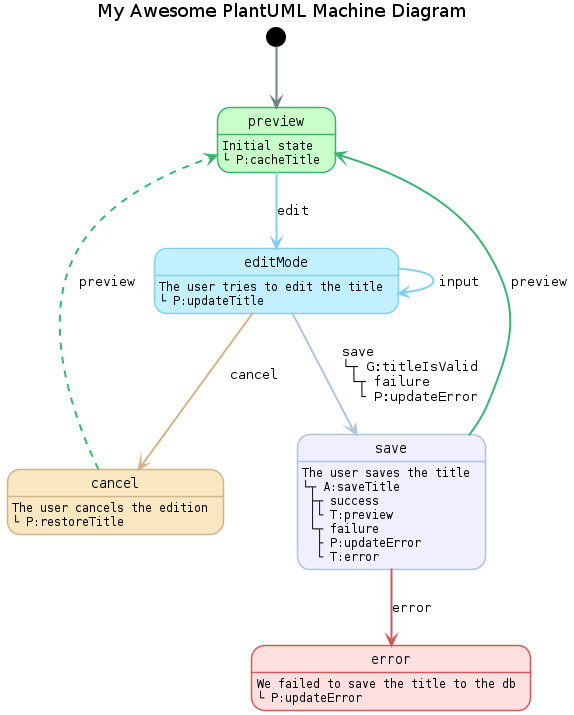 My Awesome PlantUML Machine Diagram
preview
Initial state
└ P:cacheTitle
edit
editMode
The user tries to edit the title
└ P:updateTitle
input
preview
preview
cancel
save
└┬ G:titleIsValid
 └┬ failure
  └ P:updateError
save
The user saves the title
└┬ A:saveTitle
 ├┬ success
 │└ T:preview
 └┬ failure
  ├ P:updateError
  └ T:error
cancel
The user cancels the edition
└ P:restoreTitle
error
error
We failed to save the title to the db
└ P:updateError